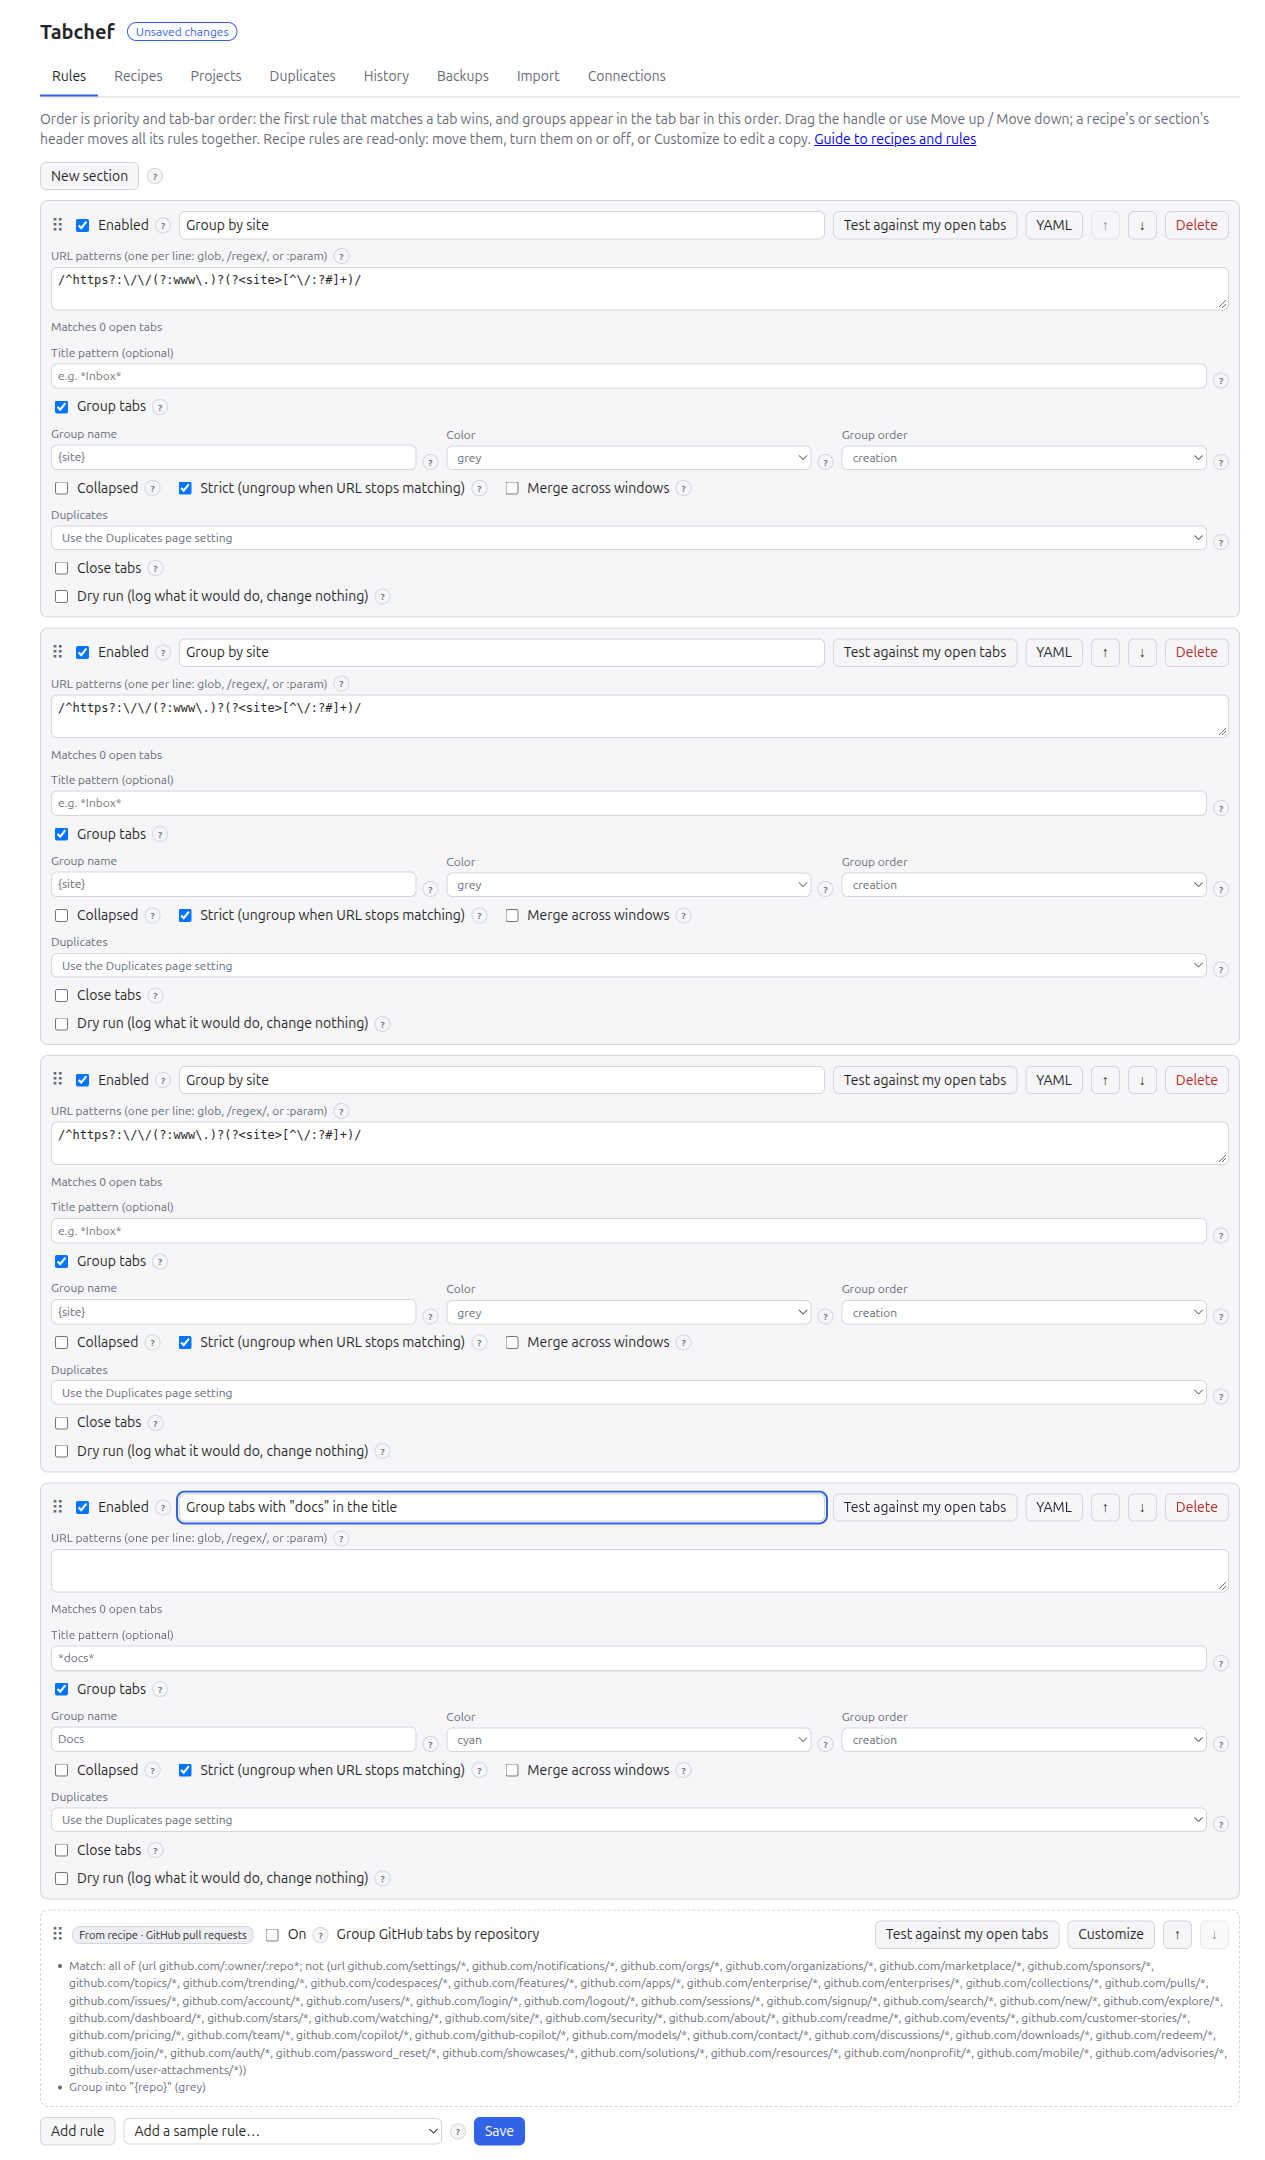 Tabchef Unsaved changes
Rules Recipes Projects Duplicates History Backups Import Connections
Order is priority and tab-bar order: the first rule that matches a tab wins, and groups appear in the tab bar in this order. Drag the handle or use Move up / Move down; a recipe's or section's
header moves all its rules together. Recipe rules are read-only: move them, turn them on or off, or Customize to edit a copy. Guide to recipes and rules
New section ?
Enabled ? Group by site Test against my open tabs YAML ↑ ↓ Delete
URL patterns (one per line: glob, /regex/, or :param) ?
/^https?:\/\/(?:www\.)?(?<site>[^\/:?#]+)/
Matches 0 open tabs
Title pattern (optional)
e.g. *Inbox* ?
Group tabs ?
Group name Color Group order
{site} ? grey ? creation ?
Collapsed ? Strict (ungroup when URL stops matching) ? Merge across windows ?
Duplicates
Use the Duplicates page setting ?
Close tabs ?
Dry run (log what it would do, change nothing) ?
Enabled ? Group by site Test against my open tabs YAML ↑ ↓ Delete
URL patterns (one per line: glob, /regex/, or :param) ?
/^https?:\/\/(?:www\.)?(?<site>[^\/:?#]+)/
Matches 0 open tabs
Title pattern (optional)
e.g. *Inbox* ?
Group tabs ?
Group name Color Group order
{site} ? grey ? creation ?
Collapsed ? Strict (ungroup when URL stops matching) ? Merge across windows ?
Duplicates
Use the Duplicates page setting ?
Close tabs ?
Dry run (log what it would do, change nothing) ?
Enabled ? Group by site Test against my open tabs YAML ↑ ↓ Delete
URL patterns (one per line: glob, /regex/, or :param) ?
/^https?:\/\/(?:www\.)?(?<site>[^\/:?#]+)/
Matches 0 open tabs
Title pattern (optional)
e.g. *Inbox* ?
Group tabs ?
Group name Color Group order
{site} ? grey ? creation ?
Collapsed ? Strict (ungroup when URL stops matching) ? Merge across windows ?
Duplicates
Use the Duplicates page setting ?
Close tabs ?
Dry run (log what it would do, change nothing) ?
Enabled ? Group tabs with "docs" in the title Test against my open tabs YAML ↑ ↓ Delete
URL patterns (one per line: glob, /regex/, or :param) ?
Matches 0 open tabs
Title pattern (optional)
*docs* ?
Group tabs ?
Group name Color Group order
Docs ? cyan ? creation ?
Collapsed ? Strict (ungroup when URL stops matching) ? Merge across windows ?
Duplicates
Use the Duplicates page setting ?
Close tabs ?
Dry run (log what it would do, change nothing) ?
From recipe · GitHub pull requests On ? Group GitHub tabs by repository Test against my open tabs Customize ↑ ↓
• Match: all of (url github.com/:owner/:repo*; not (url github.com/settings/*, github.com/notifications/*, github.com/orgs/*, github.com/organizations/*, github.com/marketplace/*, github.com/sponsors/*,
github.com/topics/*, github.com/trending/*, github.com/codespaces/*, github.com/features/*, github.com/apps/*, github.com/enterprise/*, github.com/enterprises/*, github.com/collections/*, github.com/pulls/*,
github.com/issues/*, github.com/account/*, github.com/users/*, github.com/login/*, github.com/logout/*, github.com/sessions/*, github.com/signup/*, github.com/search/*, github.com/new/*, github.com/explore/*,
github.com/dashboard/*, github.com/stars/*, github.com/watching/*, github.com/site/*, github.com/security/*, github.com/about/*, github.com/readme/*, github.com/events/*, github.com/customer-stories/*,
github.com/pricing/*, github.com/team/*, github.com/copilot/*, github.com/github-copilot/*, github.com/models/*, github.com/contact/*, github.com/discussions/*, github.com/downloads/*, github.com/redeem/*,
github.com/join/*, github.com/auth/*, github.com/password_reset/*, github.com/showcases/*, github.com/solutions/*, github.com/resources/*, github.com/nonprofit/*, github.com/mobile/*, github.com/advisories/*,
github.com/user-attachments/*))
• Group into "{repo}" (grey)
Add rule Add a sample rule... ? Save